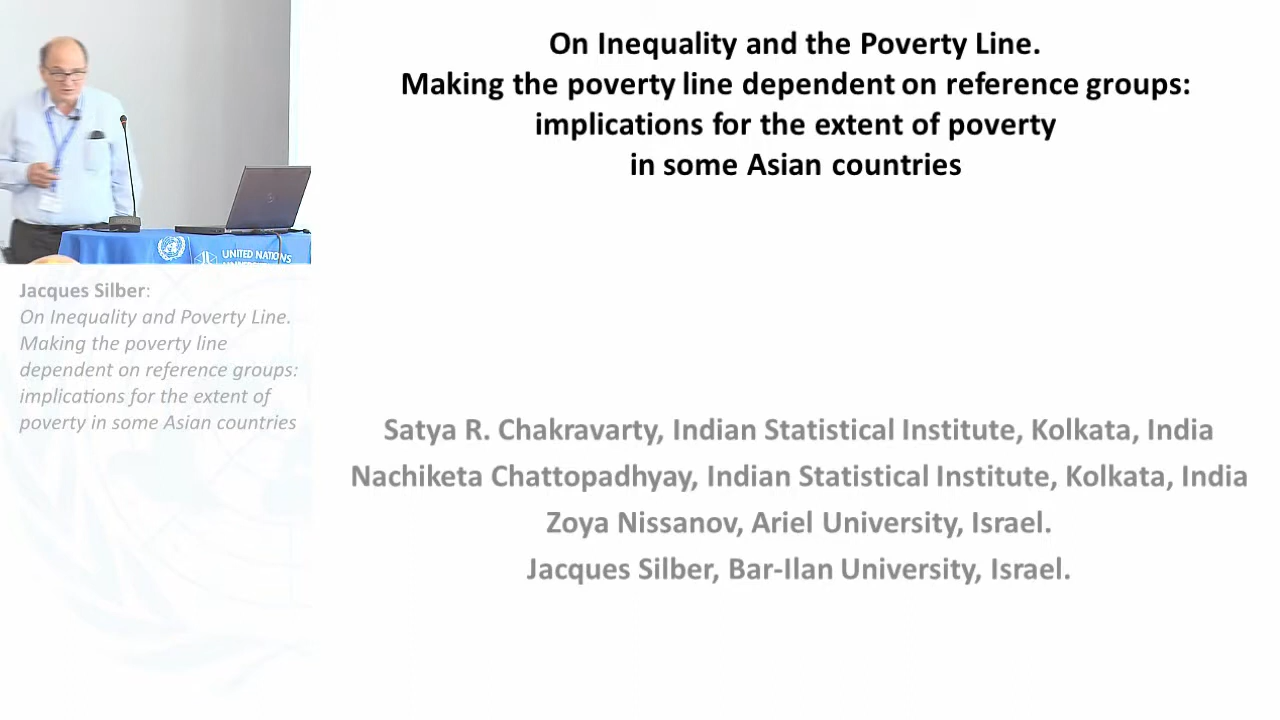 On Inequality and the Poverty Line.
Making the poverty line dependent on reference groups:
implications for the extent of poverty
in some Asian countries
UNITED NATIONS
Jacques Silber:
On Inequality and Poverty Line.
Making the poverty line
dependent on reference groups:
implications for the extent of
poverty in some Asian countries
Satya R. Chakravarty, Indian Statistical Institute, Kolkata, India
Nachiketa Chattopadhyay, Indian Statistical Institute, Kolkata, India
Zoya Nissanov, Ariel University, Israel.
Jacques Silber, Bar-Ilan University, Israel.